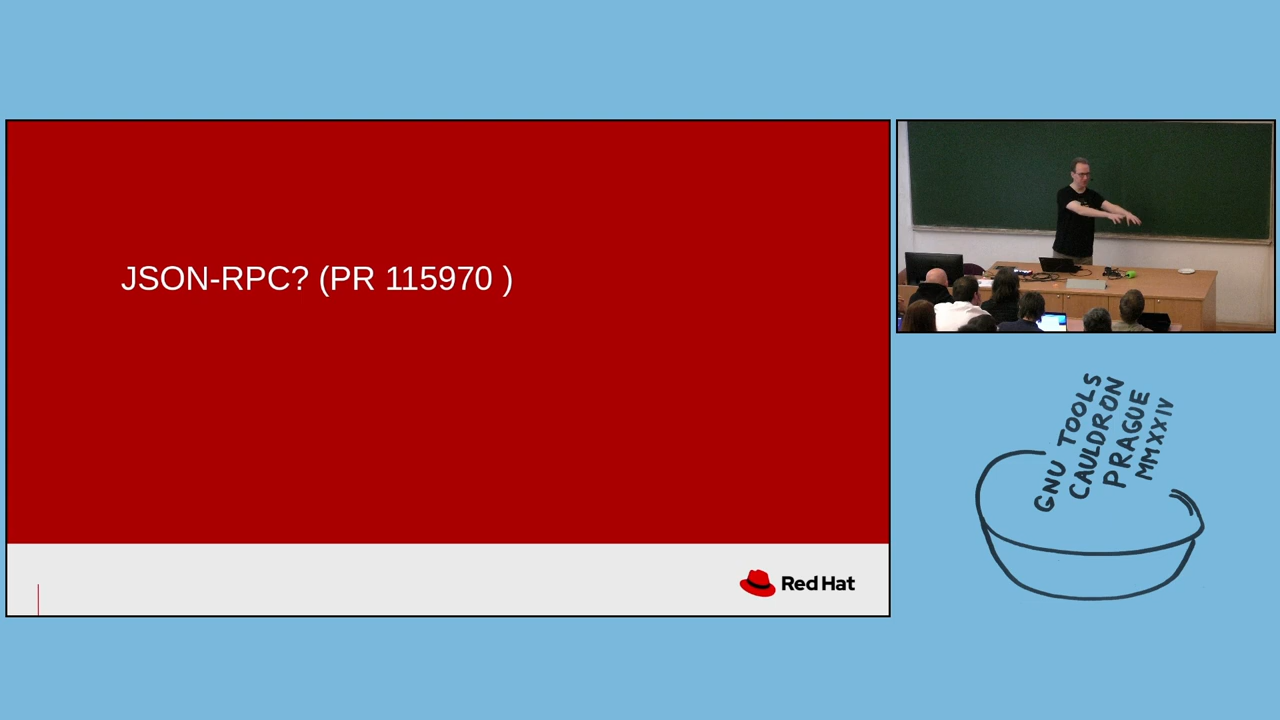 JSON-RPC? (PR 115970 )
Red Hat
GNU TOOLS
CAULDRON
PRAGUE
MMXXIV